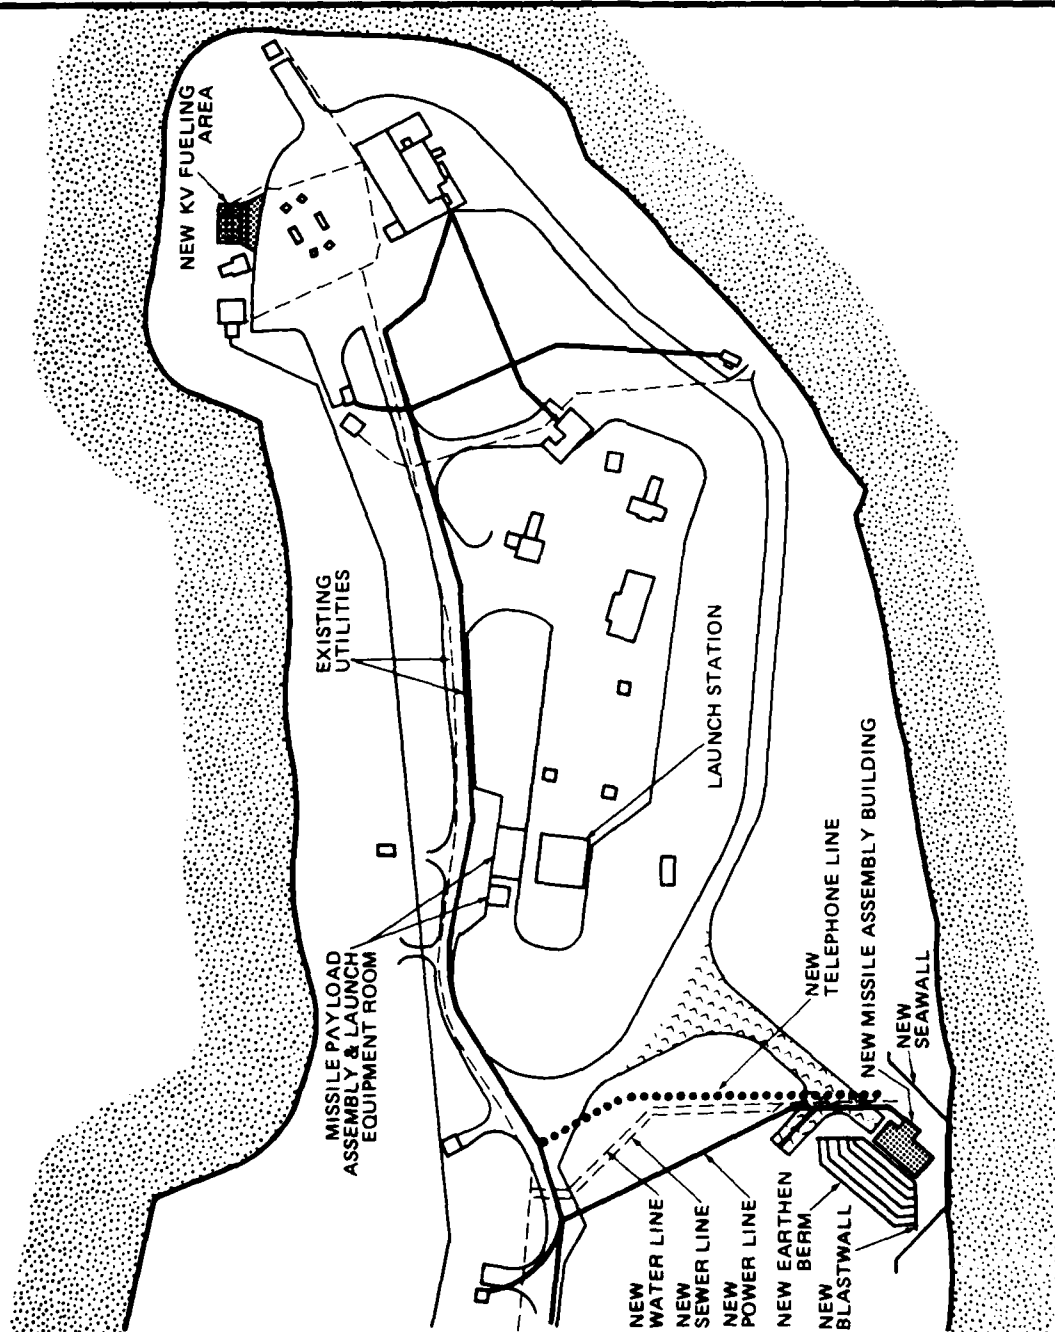 NEW KV FUELING
AREA
EXISTING
UTILITIES
LAUNCH STATION
MISSILE PAYLOAD
ASSEMBLY & LAUNCH
EQUIPMENT ROOM
NEW
TELEPHONE LINE
NEW MISSILE ASSEMBLY BUILDING
NEW
SEAWALL
NEW
WATER LINE
NEW
SEWER LINE
NEW
POWER LINE
NEW EARTHEN
BERM
NEW
BLASTWALL